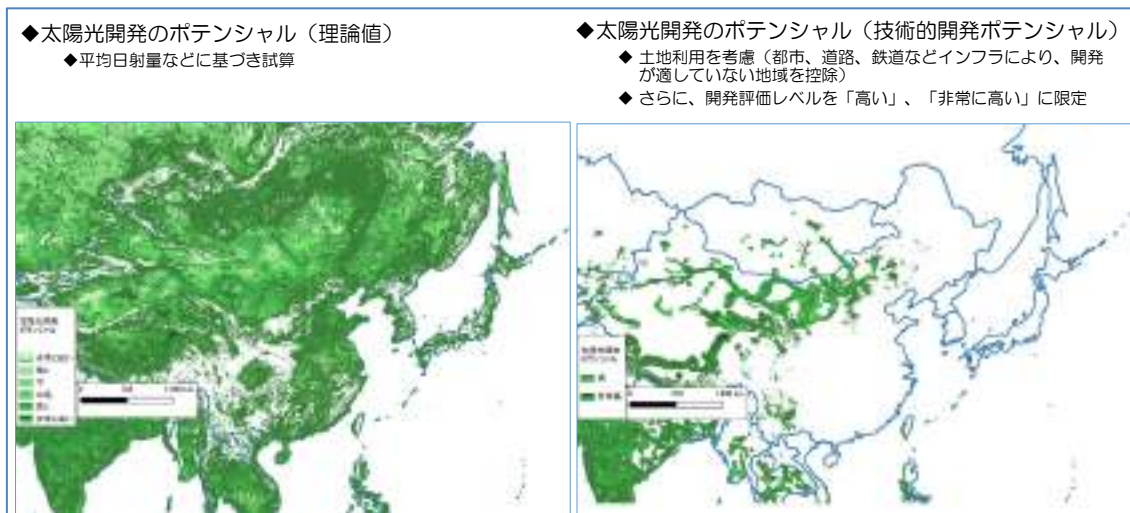 ◆太陽光開発のポテンシャル（理論値）
◆平均日射量などに基づき試算
◆太陽光開発のポテンシャル（技術的開発ポテンシャル）
◆ 土地利用を考慮（都市、道路、鉄道などインフラにより、開発
が適していない地域を控除）
◆ さらに、開発評価レベルを「高い」、「非常に高い」に限定